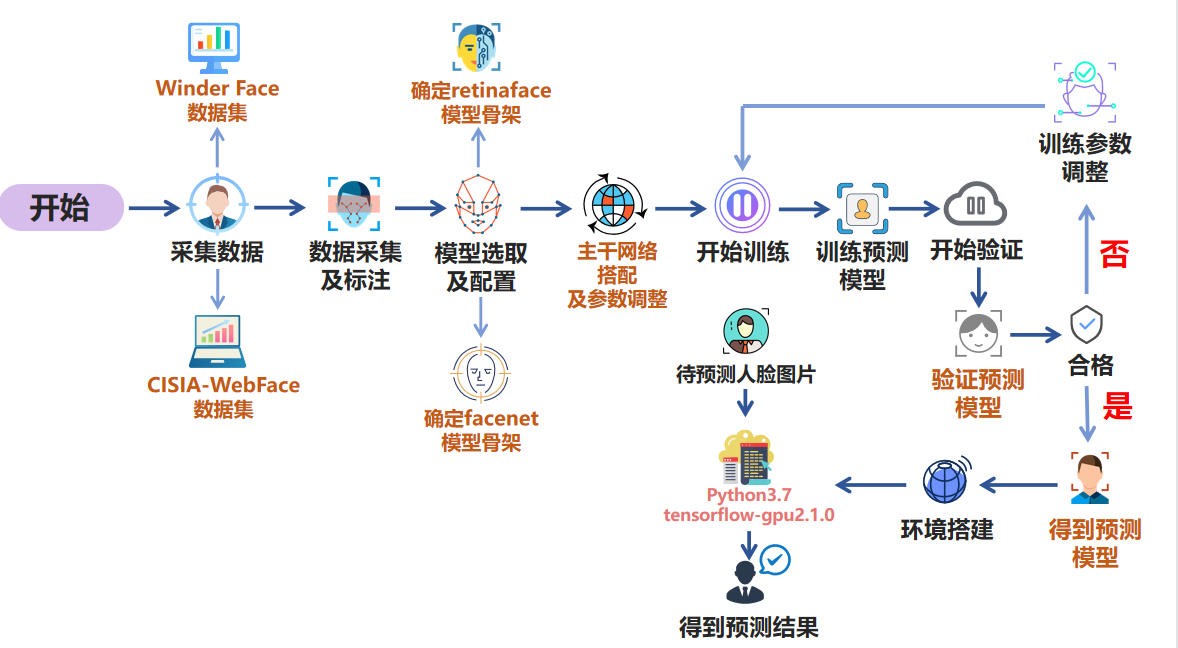 开始
Winder Face
数据集
采集数据
CISIA-WebFace
数据集
数据采集
及标注
确定retinaface
模型骨架
模型选取
及配置
确定facenet
模型骨架
主干网络
搭配
及参数调整
开始训练
训练预测
模型
开始验证
验证预测
模型
合格
否
训练参数
调整
是
得到预测
模型
环境搭建
待预测人脸图片
Python3.7
tensorflow-gpu2.1.0
得到预测结果